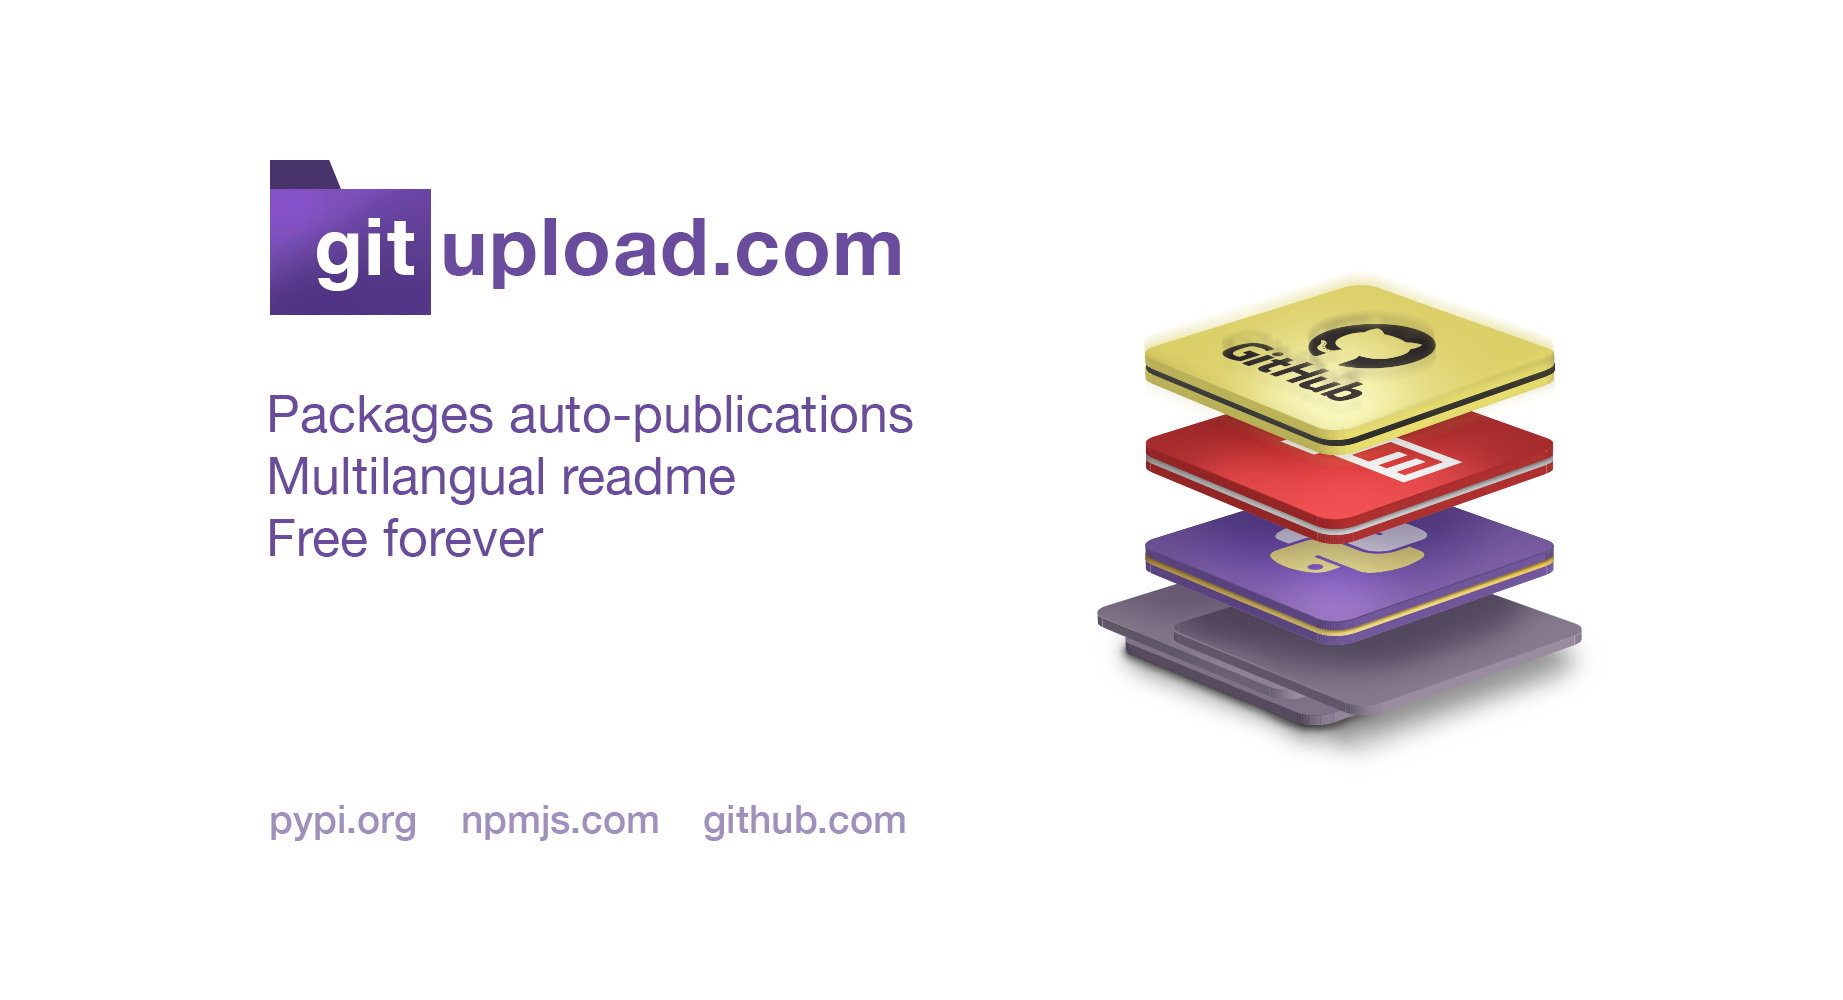 git upload.com
Packages auto-publications
Multilangual readme
Free forever
GitHub
pypi.org npmjs.com github.com